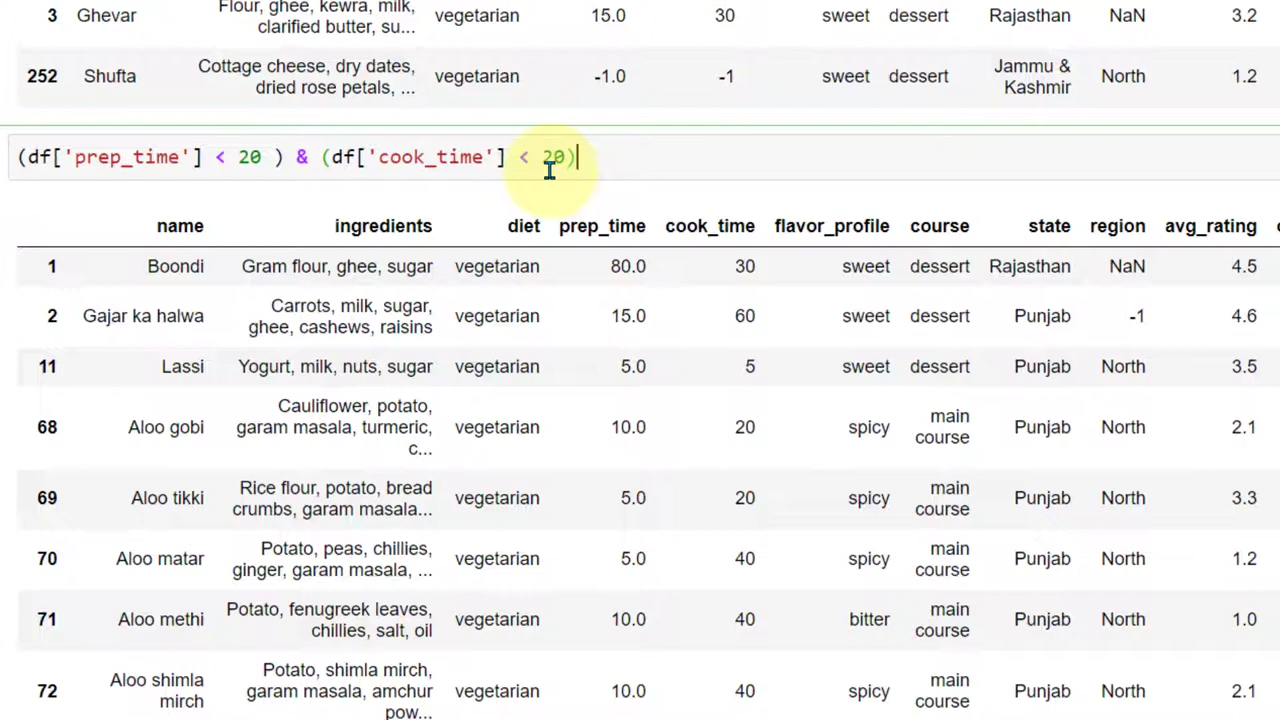 Flour, ghee, kewra, milk,
3 Ghevar clarified butter, su... vegetarian 15.0 30 sweet dessert Rajasthan NaN 3.2
252 Shufta Cottage cheese, dry dates, dried rose petals, ... vegetarian -1.0 -1 sweet dessert Jammu & Kashmir North 1.2
(df['prep_time'] < 20 ) & (df['cook_time'] < 20)
name ingredients diet prep_time cook_time flavor_profile course state region avg_rating
1 Boondi Gram flour, ghee, sugar vegetarian 80.0 30 sweet dessert Rajasthan NaN 4.5
2 Gajar ka halwa Carrots, milk, sugar, ghee, cashews, raisins vegetarian 15.0 60 sweet dessert Punjab -1 4.6
11 Lassi Yogurt, milk, nuts, sugar vegetarian 5.0 5 sweet dessert Punjab North 3.5
68 Aloo gobi Cauliflower, potato, garam masala, turmeric, c... vegetarian 10.0 20 spicy main course Punjab North 2.1
69 Aloo tikki Rice flour, potato, bread crumbs, garam masala... vegetarian 5.0 20 spicy main course Punjab North 3.3
70 Aloo matar Potato, peas, chillies, ginger, garam masala, ... vegetarian 5.0 40 spicy main course Punjab North 1.2
71 Aloo methi Potato, fenugreek leaves, chillies, salt, oil vegetarian 10.0 40 bitter main course Punjab North 1.0
72 Aloo shimla mirch Potato, shimla mirch, garam masala, amchur pow... vegetarian 10.0 40 spicy main course Punjab North 2.1